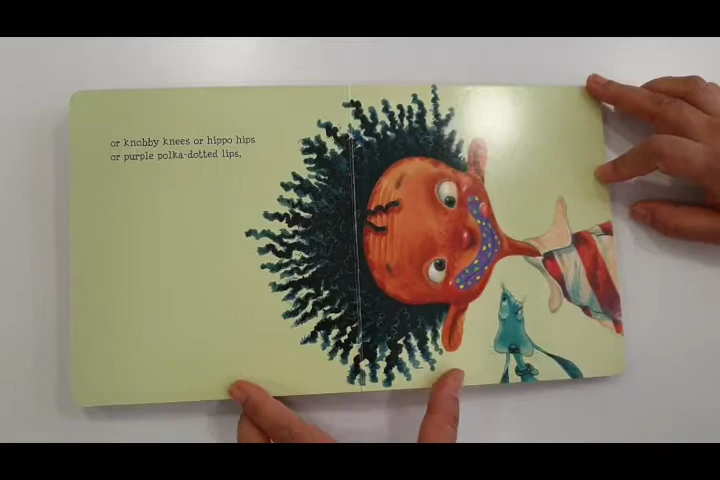 or knobby knees or hippo hips
or purple polka-dotted lips,